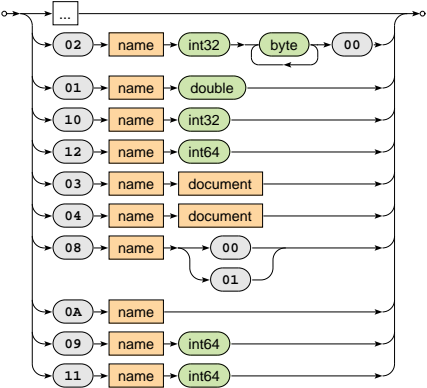 ...
02 name int32 byte 00
01 name double
10 name int32
12 name int64
03 name document
04 name document
08 name 00
01
0A name
09 name int64
11 name int64